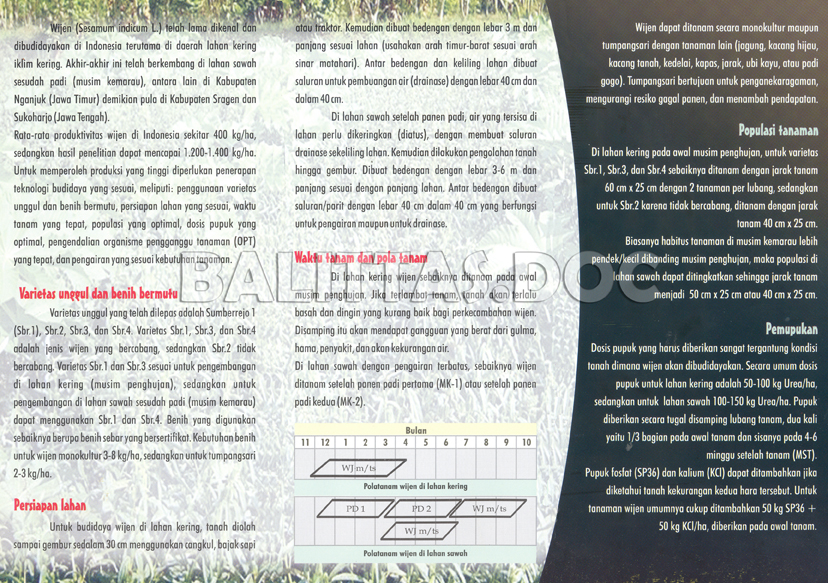 Wijen (Sesamum indicum L.) telah lama dikenal dan
dibudidayakan di Indonesia terutama di daerah lahan kering
iklim kering. Akhir-akhir ini telah berkembang di lahan sawah
sesudah padi (musim kemarau), antara lain di Kabupaten
Nganjuk (Jawa Timur) demikian pula di Kabupaten Sragen dan
Sukoharjo (Jawa Tengah).
Rata-rata produktivitas wijen di Indonesia sekitar 400 kg/ha,
sedangkan hasil penelitian dapat mencapai 1.200-1.400 kg/ha.
Untuk memperoleh produksi yang tinggi diperlukan penerapan
teknologi budidaya yang sesuai, meliputi: penggunaan varietas
unggul dan benih bermutu, persiapan lahan yang sesuai, waktu
tanam yang tepat, populasi yang optimal, dosis pupuk yang
optimal, pengendalian organisme pengganggu tanaman (OPT)
yang tepat, dan pengairan yang sesuai kebutuhan tanaman.
Varietas unggul dan benih bermutu
Varietas unggul yang telah dilepas adalah Sumberrejo 1
(Sbr.1), Sbr.2, Sbr.3, dan Sbr.4. Varietas Sbr.1, Sbr.3, dan Sbr.4
adalah jenis wijen yang bercabang, sedangkan Sbr.2 tidak
bercabang. Varietas Sbr.1 dan Sbr.3 sesuai untuk pengembangan
di lahan kering (musim penghujan), sedangkan untuk
pengembangan di lahan sawah sesudah padi (musim kemarau)
dapat menggunakan Sbr.1 dan Sbr.4. Benih yang digunakan
sebaiknya berupa benih sebar yang bersertifikat. Kebutuhan benih
untuk wijen monokultur 3-8 kg/ha, sedangkan untuk tumpangsari
2-3 kg/ha.
Persiapan lahan
Untuk budidaya wijen di lahan kering, tanah diolah
sampai gembur sedalam 30 cm menggunakan cangkul, bajak sapi
atau traktor. Kemudian dibuat bedengan dengan lebar 3 m dan
panjang sesuai lahan (usahakan arah timur-barat sesuai arah
sinar matahari). Antar bedengan dan keliling lahan dibuat
saluran untuk pembuangan air (drainase) dengan lebar 40 cm dan
dalam 40 cm.
Di lahan sawah setelah panen padi, air yang tersisa di
lahan perlu dikeringkan (diatus), dengan membuat saluran
drainase sekeliling lahan. Kemudian dilakukan pengolahan tanah
hingga gembur. Dibuat bedengan dengan lebar 3-6 m dan
panjang sesuai dengan panjang lahan. Antar bedengan dibuat
saluran/parit dengan lebar 40 cm dalam 40 cm yang berfungsi
untuk pengairan maupun untuk drainase.
Waktu tanam dan pola tanam
Di lahan kering wijen sebaiknya ditanam pada awal
musim penghujan. Jika terlambat tanam, tanah akan terlalu
basah dan dingin yang kurang baik bagi perkecambahan wijen.
Disamping itu akan mendapat gangguan yang berat dari gulma,
hama, penyakit, dan akan kekurangan air.
Di lahan sawah dengan pengairan terbatas, sebaiknya wijen
ditanam setelah panen padi pertama (MK-1) atau setelah panen
padi kedua (MK-2).
Bulan
11 12 1 2 3 4 5 6 7 8 9 10
WJ m/ts
Polatanam wijen di lahan kering
PD 1 PD 2 WJ m/ts
WJ m/ts
Polatanam wijen di lahan sawah
Wijen dapat ditanam secara monokultur maupun
tumpangsari dengan tanaman lain (jagung, kacang hijau,
kacang tanah, kedelai, kapas, jarak, ubi kayu, atau padi
gogo). Tumpangsari bertujuan untuk penganekaragaman,
mengurangi resiko gagal panen, dan menambah pendapatan.
Populasi tanaman
Di lahan kering pada awal musim penghujan, untuk varietas
Sbr.1, Sbr.3, dan Sbr.4 sebaiknya ditanam dengan jarak tanam
60 cm x 25 cm dengan 2 tanaman per lubang, sedangkan
untuk Sbr.2 karena tidak bercabang, ditanam dengan jarak
tanam 40 cm x 25 cm.
Biasanya habitus tanaman di musim kemarau lebih
pendek/kecil dibanding musim penghujan, maka populasi di
lahan sawah dapat ditingkatkan sehingga jarak tanam
menjadi 50 cm x 25 cm atau 40 cm x 25 cm.
Pemupukan
Dosis pupuk yang harus diberikan sangat tergantung kondisi
tanah dimana wijen akan dibudidayakan. Secara umum dosis
pupuk untuk lahan kering adalah 50-100 kg Urea/ha,
sedangkan untuk lahan sawah 100-150 kg Urea/ha. Pupuk
diberikan secara tugal disamping lubang tanam, dua kali
yaitu 1/3 bagian pada awal tanam dan sisanya pada 4-6
minggu setelah tanam (MST).
Pupuk fosfat (SP36) dan kalium (KCl) dapat ditambahkan jika
diketahui tanah kekurangan kedua hara tersebut. Untuk
tanaman wijen umumnya cukup ditambahkan 50 kg SP36 +
50 kg KCl/ha, diberikan pada awal tanam.
BALITTAS.DOC